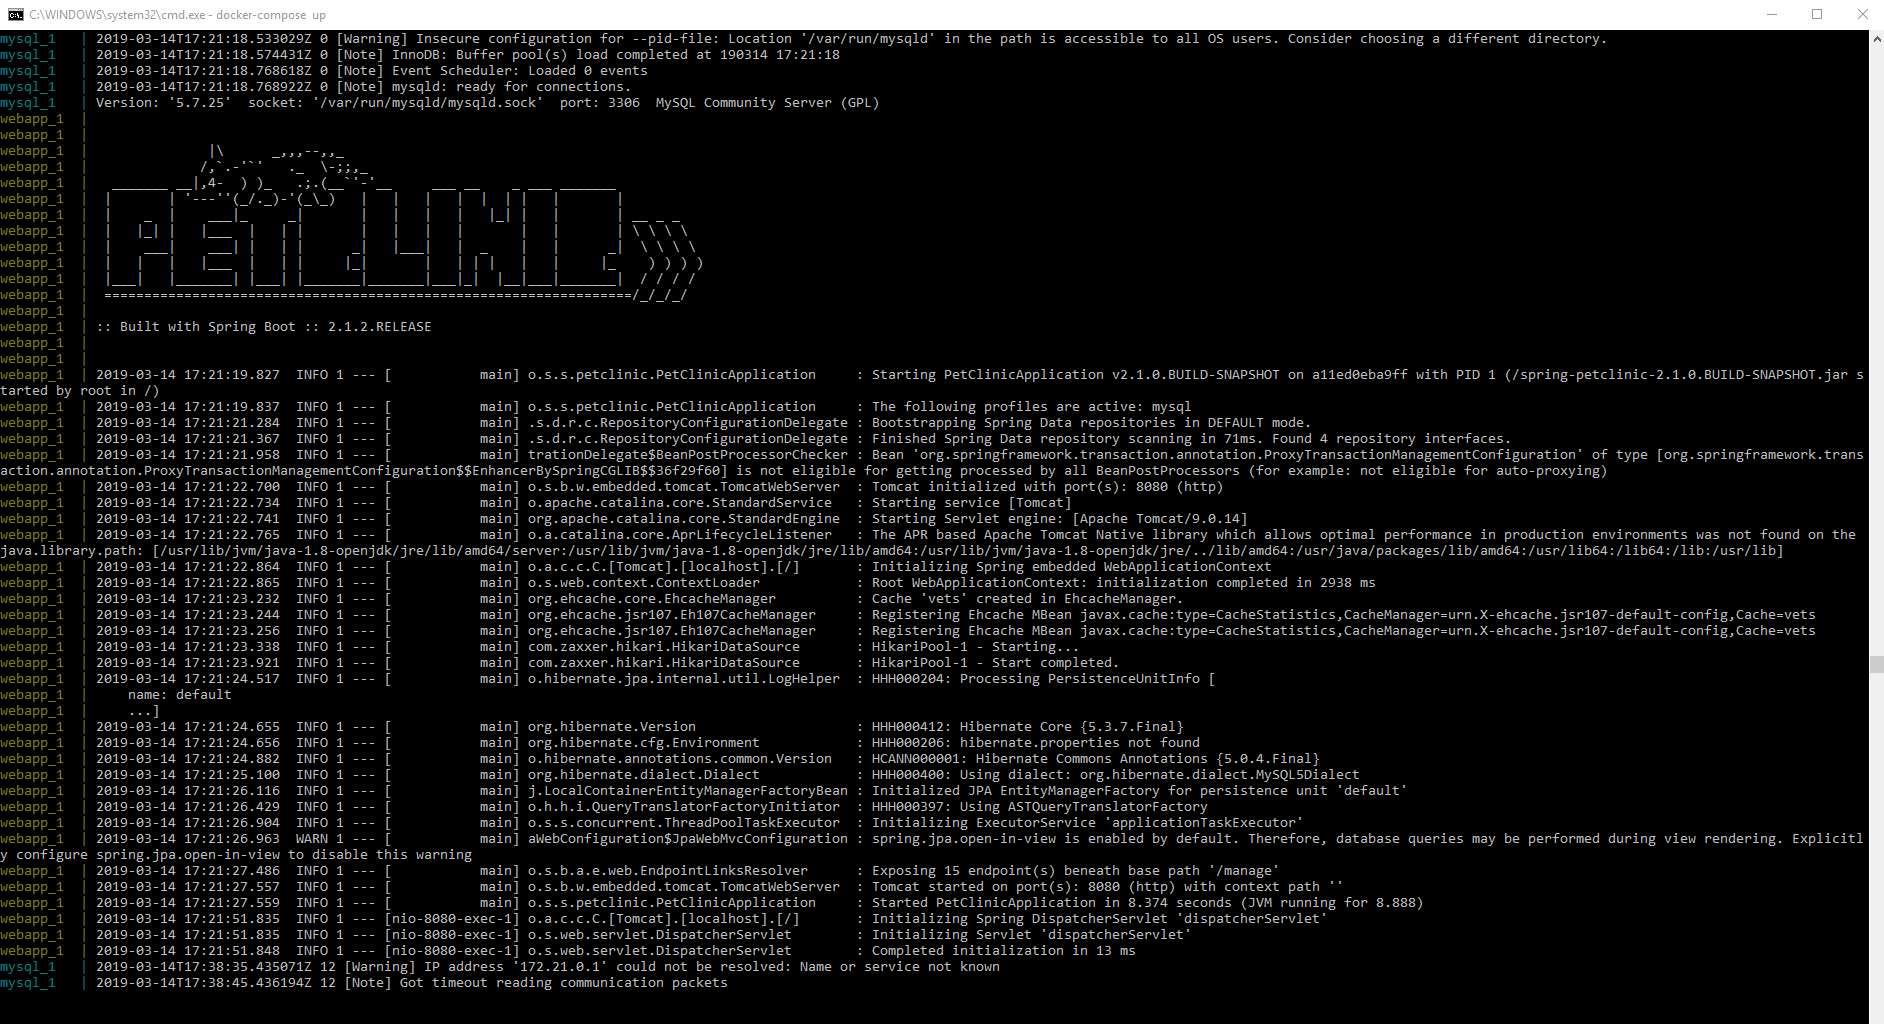 C:\WINDOWS\system32\cmd.exe - docker-compose  up
mysql_1   | 2019-03-14T17:21:18.533029Z 0 [Warning] Insecure configuration for --pid-file: Location '/var/run/mysqld' in the path is accessible to all OS users. Consider choosing a different directory.
mysql_1   | 2019-03-14T17:21:18.574431Z 0 [Note] InnoDB: Buffer pool(s) load completed at 190314 17:21:18
mysql_1   | 2019-03-14T17:21:18.768618Z 0 [Note] Event Scheduler: Loaded 0 events
mysql_1   | 2019-03-14T17:21:18.768922Z 0 [Note] mysqld: ready for connections.
mysql_1   | Version: '5.7.25'  socket: '/var/run/mysqld/mysqld.sock'  port: 3306  MySQL Community Server (GPL)
webapp_1  |
webapp_1  |
webapp_1  |               |\      _,,,--,,_
webapp_1  |              /,`.-'`'   ._  \-;;,_
webapp_1  |   _______ __|,4-  ) )_   .;.(__`'-'__     ___ __    _ ___ _______
webapp_1  |  |       | '---''(_/._)-'(_\_)   |   |   |   |  |  | |   |       |
webapp_1  |  |    _  |    ___|_     _|       |   |   |   |   |_| |   |       | __ _ _
webapp_1  |  |   |_| |   |___  |   | |       |   |   |   |       |   |       | \ \ \ \
webapp_1  |  |    ___|    ___| |   | |      _|   |___|   |  _    |   |      _|  \ \ \ \
webapp_1  |  |   |   |   |___  |   | |     |_|       |   | | |   |   |     |_    ) ) ) )
webapp_1  |  |___|   |_______| |___| |_______|_______|___|_|  |__|___|_______|  / / / /
webapp_1  |  ==================================================================/_/_/_/
webapp_1  |
webapp_1  | :: Built with Spring Boot :: 2.1.2.RELEASE
webapp_1  |
webapp_1  |
webapp_1  | 2019-03-14 17:21:19.827  INFO 1 --- [           main] o.s.s.petclinic.PetClinicApplication     : Starting PetClinicApplication v2.1.0.BUILD-SNAPSHOT on a11ed0eba9ff with PID 1 (/spring-petclinic-2.1.0.BUILD-SNAPSHOT.jar s
tarted by root in /)
webapp_1  | 2019-03-14 17:21:19.837  INFO 1 --- [           main] o.s.s.petclinic.PetClinicApplication     : The following profiles are active: mysql
webapp_1  | 2019-03-14 17:21:21.284  INFO 1 --- [           main] .s.d.r.c.RepositoryConfigurationDelegate : Bootstrapping Spring Data repositories in DEFAULT mode.
webapp_1  | 2019-03-14 17:21:21.367  INFO 1 --- [           main] .s.d.r.c.RepositoryConfigurationDelegate : Finished Spring Data repository scanning in 71ms. Found 4 repository interfaces.
webapp_1  | 2019-03-14 17:21:21.958  INFO 1 --- [           main] trationDelegate$BeanPostProcessorChecker : Bean 'org.springframework.transaction.annotation.ProxyTransactionManagementConfiguration' of type [org.springframework.trans
action.annotation.ProxyTransactionManagementConfiguration$$EnhancerBySpringCGLIB$$36f29f60] is not eligible for getting processed by all BeanPostProcessors (for example: not eligible for auto-proxying)
webapp_1  | 2019-03-14 17:21:22.700  INFO 1 --- [           main] o.s.b.w.embedded.tomcat.TomcatWebServer  : Tomcat initialized with port(s): 8080 (http)
webapp_1  | 2019-03-14 17:21:22.734  INFO 1 --- [           main] o.apache.catalina.core.StandardService   : Starting service [Tomcat]
webapp_1  | 2019-03-14 17:21:22.741  INFO 1 --- [           main] org.apache.catalina.core.StandardEngine  : Starting Servlet engine: [Apache Tomcat/9.0.14]
webapp_1  | 2019-03-14 17:21:22.765  INFO 1 --- [           main] o.a.catalina.core.AprLifecycleListener   : The APR based Apache Tomcat Native library which allows optimal performance in production environments was not found on the
java.library.path: [/usr/lib/jvm/java-1.8-openjdk/jre/lib/amd64/server:/usr/lib/jvm/java-1.8-openjdk/jre/lib/amd64:/usr/lib/jvm/java-1.8-openjdk/jre/../lib/amd64:/usr/java/packages/lib/amd64:/usr/lib64:/lib64:/lib:/usr/lib]
webapp_1  | 2019-03-14 17:21:22.864  INFO 1 --- [           main] o.a.c.c.C.[Tomcat].[localhost].[/]       : Initializing Spring embedded WebApplicationContext
webapp_1  | 2019-03-14 17:21:22.865  INFO 1 --- [           main] o.s.web.context.ContextLoader            : Root WebApplicationContext: initialization completed in 2938 ms
webapp_1  | 2019-03-14 17:21:23.232  INFO 1 --- [           main] org.ehcache.core.EhcacheManager          : Cache 'vets' created in EhcacheManager.
webapp_1  | 2019-03-14 17:21:23.244  INFO 1 --- [           main] org.ehcache.jsr107.Eh107CacheManager     : Registering Ehcache MBean javax.cache:type=CacheStatistics,CacheManager=urn.X-ehcache.jsr107-default-config,Cache=vets
webapp_1  | 2019-03-14 17:21:23.256  INFO 1 --- [           main] org.ehcache.jsr107.Eh107CacheManager     : Registering Ehcache MBean javax.cache:type=CacheStatistics,CacheManager=urn.X-ehcache.jsr107-default-config,Cache=vets
webapp_1  | 2019-03-14 17:21:23.338  INFO 1 --- [           main] com.zaxxer.hikari.HikariDataSource       : HikariPool-1 - Starting...
webapp_1  | 2019-03-14 17:21:23.921  INFO 1 --- [           main] com.zaxxer.hikari.HikariDataSource       : HikariPool-1 - Start completed.
webapp_1  | 2019-03-14 17:21:24.517  INFO 1 --- [           main] o.hibernate.jpa.internal.util.LogHelper  : HHH000204: Processing PersistenceUnitInfo [
webapp_1  |     name: default
webapp_1  |     ...]
webapp_1  | 2019-03-14 17:21:24.655  INFO 1 --- [           main] org.hibernate.Version                    : HHH000412: Hibernate Core {5.3.7.Final}
webapp_1  | 2019-03-14 17:21:24.656  INFO 1 --- [           main] org.hibernate.cfg.Environment            : HHH000206: hibernate.properties not found
webapp_1  | 2019-03-14 17:21:24.882  INFO 1 --- [           main] o.hibernate.annotations.common.Version   : HCANN000001: Hibernate Commons Annotations {5.0.4.Final}
webapp_1  | 2019-03-14 17:21:25.100  INFO 1 --- [           main] org.hibernate.dialect.Dialect            : HHH000400: Using dialect: org.hibernate.dialect.MySQL5Dialect
webapp_1  | 2019-03-14 17:21:26.116  INFO 1 --- [           main] j.LocalContainerEntityManagerFactoryBean : Initialized JPA EntityManagerFactory for persistence unit 'default'
webapp_1  | 2019-03-14 17:21:26.429  INFO 1 --- [           main] o.h.h.i.QueryTranslatorFactoryInitiator  : HHH000397: Using ASTQueryTranslatorFactory
webapp_1  | 2019-03-14 17:21:26.904  INFO 1 --- [           main] o.s.s.concurrent.ThreadPoolTaskExecutor  : Initializing ExecutorService 'applicationTaskExecutor'
webapp_1  | 2019-03-14 17:21:26.963  WARN 1 --- [           main] aWebConfiguration$JpaWebMvcConfiguration : spring.jpa.open-in-view is enabled by default. Therefore, database queries may be performed during view rendering. Explicitl
y configure spring.jpa.open-in-view to disable this warning
webapp_1  | 2019-03-14 17:21:27.486  INFO 1 --- [           main] o.s.b.a.e.web.EndpointLinksResolver      : Exposing 15 endpoint(s) beneath base path '/manage'
webapp_1  | 2019-03-14 17:21:27.557  INFO 1 --- [           main] o.s.b.w.embedded.tomcat.TomcatWebServer  : Tomcat started on port(s): 8080 (http) with context path ''
webapp_1  | 2019-03-14 17:21:27.559  INFO 1 --- [           main] o.s.s.petclinic.PetClinicApplication     : Started PetClinicApplication in 8.374 seconds (JVM running for 8.888)
webapp_1  | 2019-03-14 17:21:51.835  INFO 1 --- [nio-8080-exec-1] o.a.c.c.C.[Tomcat].[localhost].[/]       : Initializing Spring DispatcherServlet 'dispatcherServlet'
webapp_1  | 2019-03-14 17:21:51.835  INFO 1 --- [nio-8080-exec-1] o.s.web.servlet.DispatcherServlet        : Initializing Servlet 'dispatcherServlet'
webapp_1  | 2019-03-14 17:21:51.848  INFO 1 --- [nio-8080-exec-1] o.s.web.servlet.DispatcherServlet        : Completed initialization in 13 ms
mysql_1   | 2019-03-14T17:38:35.435071Z 12 [Warning] IP address '172.21.0.1' could not be resolved: Name or service not known
mysql_1   | 2019-03-14T17:38:45.436194Z 12 [Note] Got timeout reading communication packets